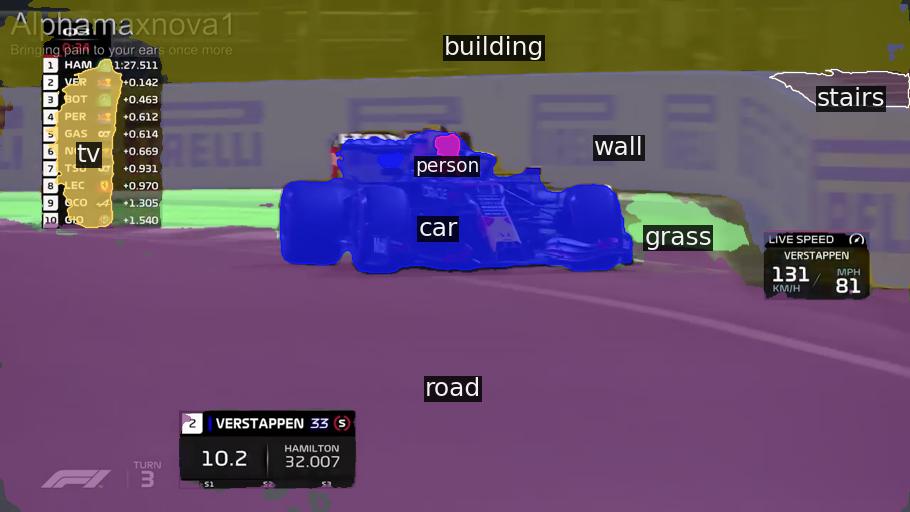 Alphamaxnova1
Bringing pain to your ears once more
1 HAM 1:27.511
2 VER +0.142
3 BOT +0.463
4 PER +0.612
5 GAS +0.614
6 +0.669
7 +0.931
8 LEC +0.970
9 OCO +1.305
10 GIO +1.540
building
stairs
wall
tv
person
car
grass
road
LIVE SPEED
VERSTAPPEN
131 / MPH
KM/H 81
2 VERSTAPPEN 33 S
10.2 HAMILTON
32.007
S1 S2 S3
F1 TURN
3